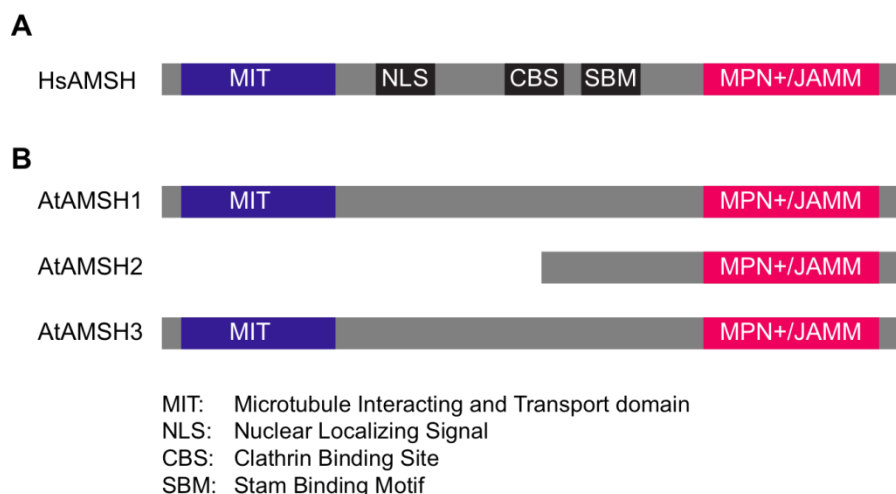 A
HsAMSH MIT NLS CBS SBM MPN+/JAMM
B
AtAMSH1 MIT MPN+/JAMM
AtAMSH2 MPN+/JAMM
AtAMSH3 MIT MPN+/JAMM
MIT: Microtubule Interacting and Transport domain
NLS: Nuclear Localizing Signal
CBS: Clathrin Binding Site
SBM: Stam Binding Motif